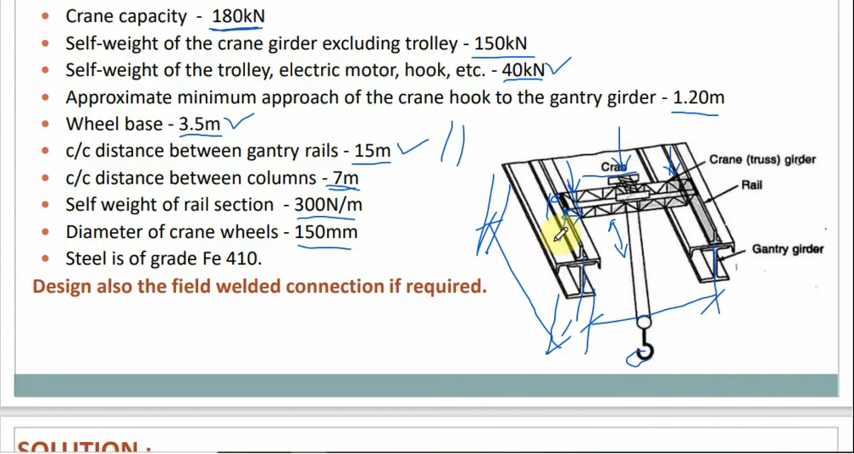 • Crane capacity - 180kN
• Self-weight of the crane girder excluding trolley - 150kN
• Self-weight of the trolley, electric motor, hook, etc. - 40kN
• Approximate minimum approach of the crane hook to the gantry girder - 1.20m
• Wheel base - 3.5m
• c/c distance between gantry rails - 15m
• c/c distance between columns - 7m
• Self weight of rail section - 300N/m
• Diameter of crane wheels - 150mm
• Steel is of grade Fe 410.
Design also the field welded connection if required.
Crab
Crane (truss) girder
Rail
Gantry girder
SOLUTION :